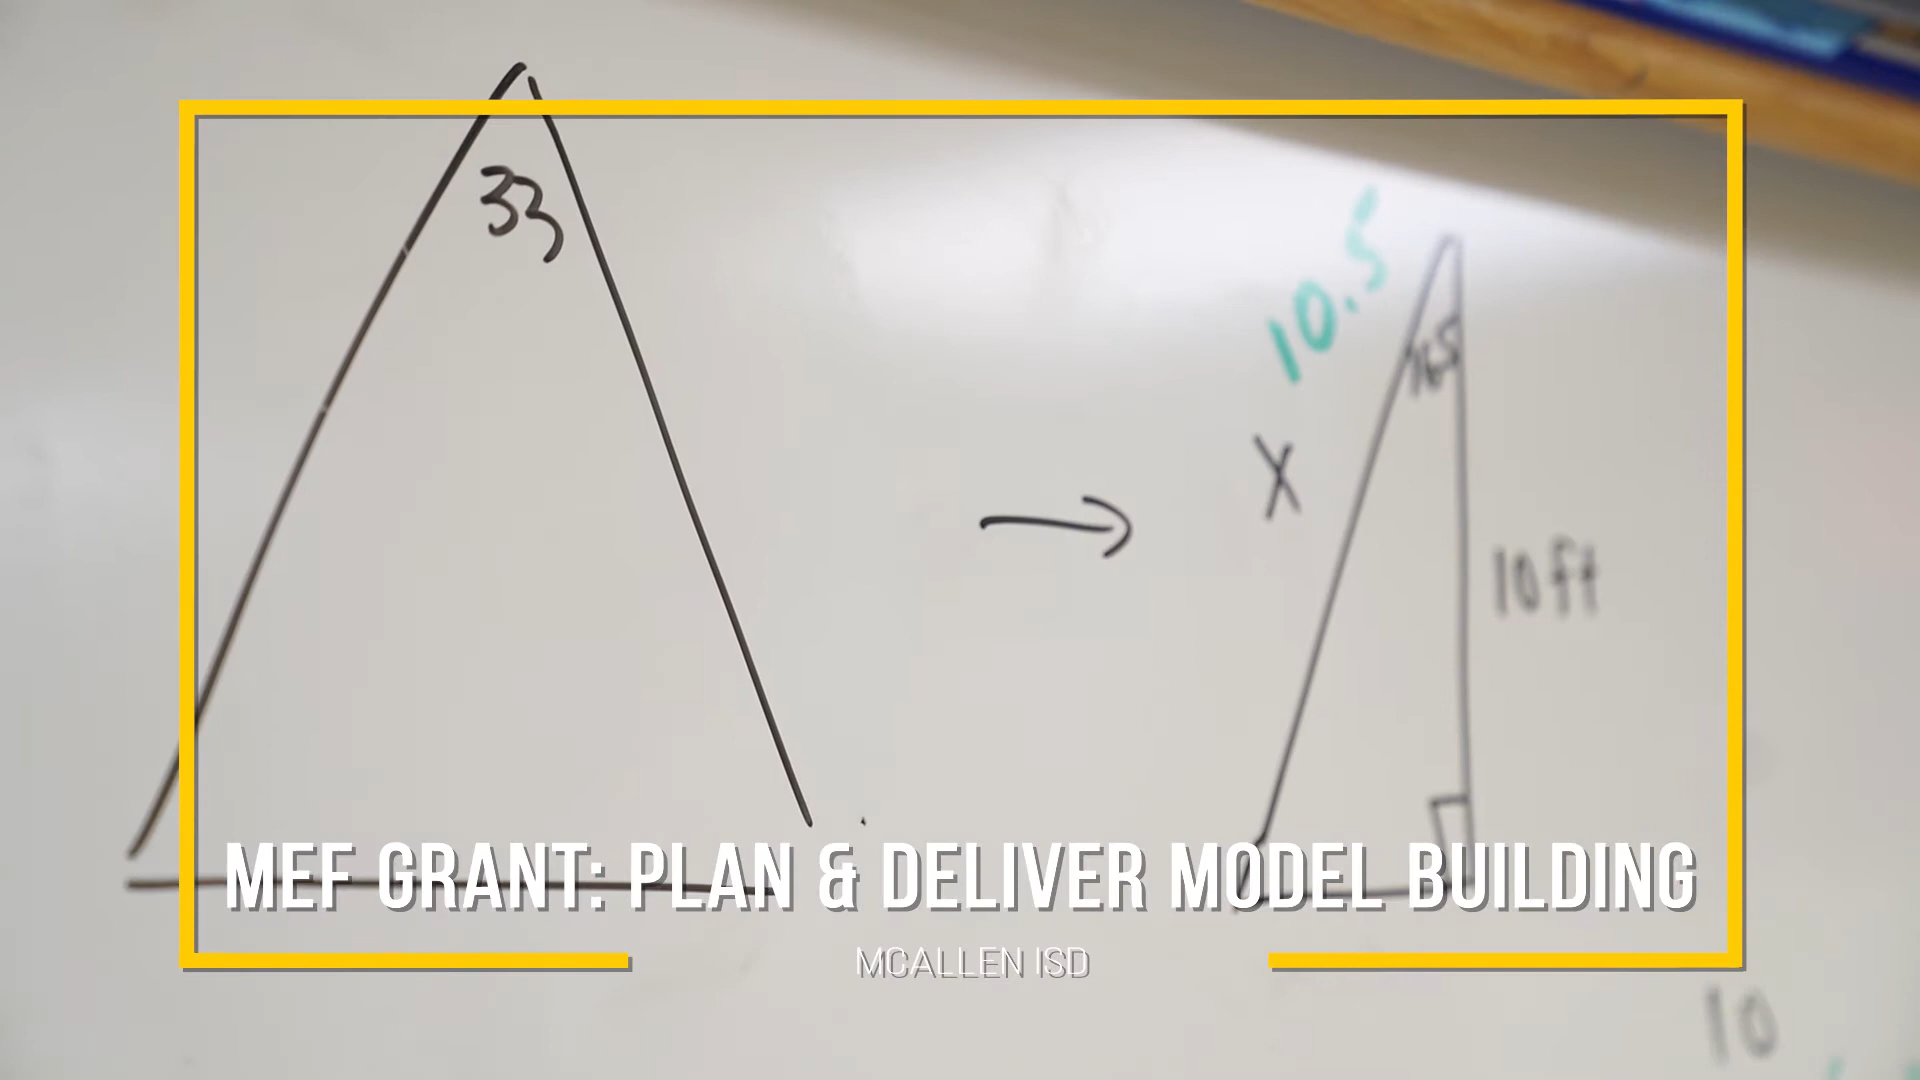 33
10.5
16.5
X
10ft
MEF GRANT: PLAN & DELIVER MODEL BUILDING
MCALLEN ISD
10